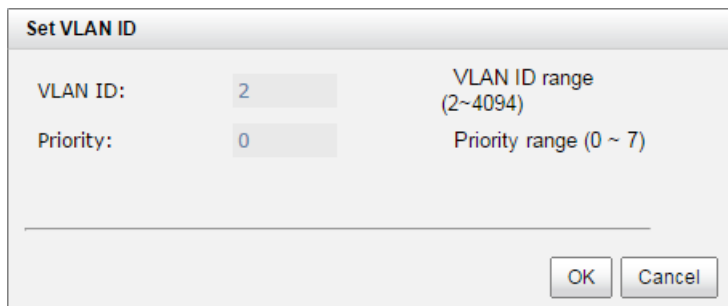 Set VLAN ID
VLAN ID: 2 VLAN ID range
(2~4094)
Priority: 0 Priority range (0 ~ 7)
OK Cancel